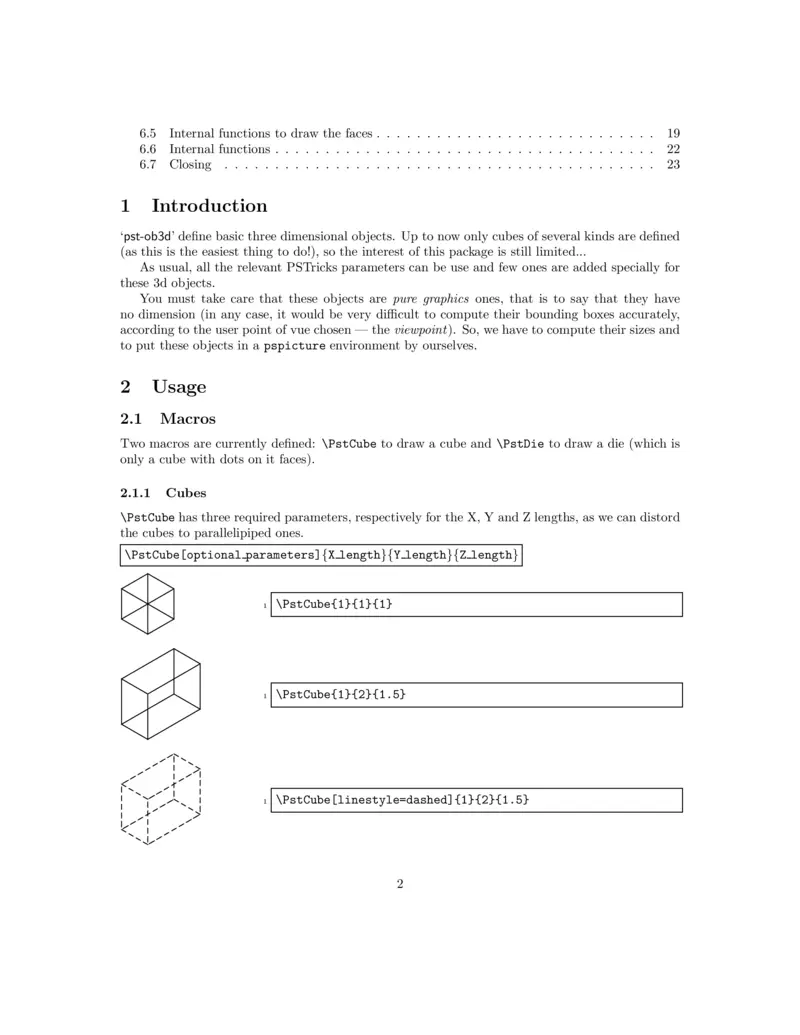 6.5 Internal functions to draw the faces . . . . . . . . . . . . . . . . . . . . . . . . . . . . 19
6.6 Internal functions . . . . . . . . . . . . . . . . . . . . . . . . . . . . . . . . . . . . . . 22
6.7 Closing . . . . . . . . . . . . . . . . . . . . . . . . . . . . . . . . . . . . . . . . . . . 23
1 Introduction
‘pst-ob3d’ define basic three dimensional objects. Up to now only cubes of several kinds are defined
(as this is the easiest thing to do!), so the interest of this package is still limited...
As usual, all the relevant PSTricks parameters can be use and few ones are added specially for
these 3d objects.
You must take care that these objects are pure graphics ones, that is to say that they have
no dimension (in any case, it would be very difficult to compute their bounding boxes accurately,
according to the user point of vue chosen — the viewpoint). So, we have to compute their sizes and
to put these objects in a pspicture environment by ourselves.
2 Usage
2.1 Macros
Two macros are currently defined: \PstCube to draw a cube and \PstDie to draw a die (which is
only a cube with dots on it faces).
2.1.1 Cubes
\PstCube has three required parameters, respectively for the X, Y and Z lengths, as we can distord
the cubes to parallelipiped ones.
\PstCube[optional_parameters]{X_length}{Y_length}{Z_length}
1 \PstCube{1}{1}{1}
1 \PstCube{1}{2}{1.5}
1 \PstCube[linestyle=dashed]{1}{2}{1.5}
2